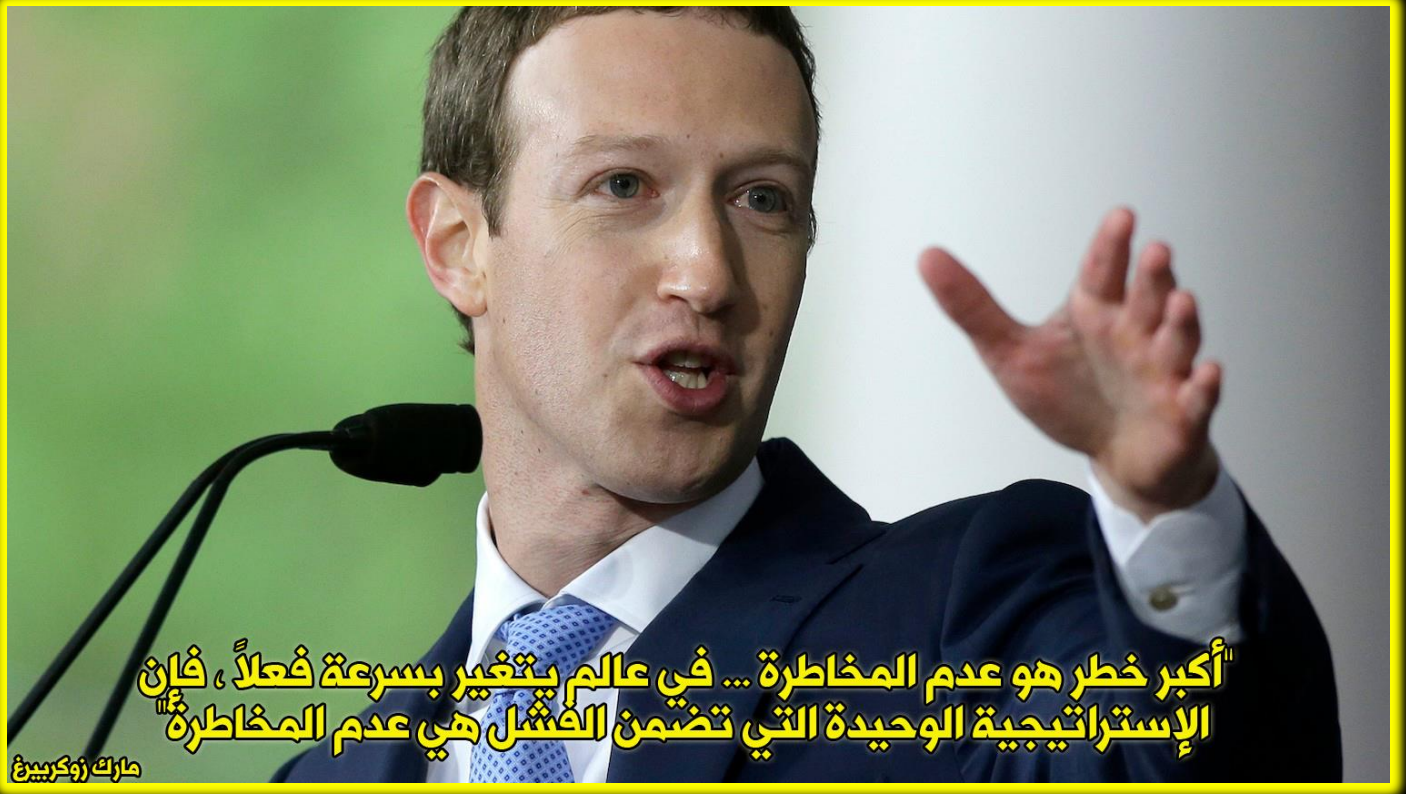 "أكبر خطر هو عدم المخاطرة ... في عالم يتغير بسرعة فعلاً ، فإن
الإستراتيجية الوحيدة التي تضمن الفشل هي عدم المخاطرة"
مارك زوكربيرغ